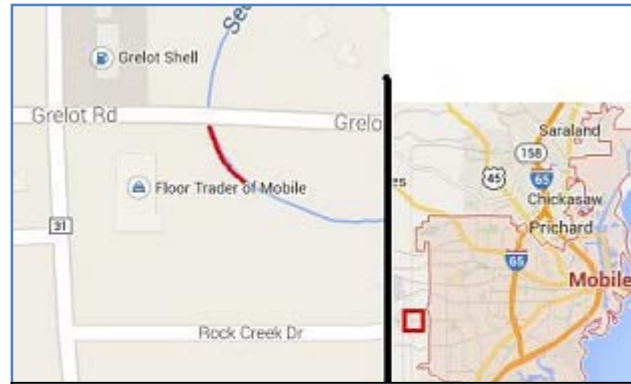 Grelot Shell
Grelot Rd
Grelo
Floor Trader of Mobile
31
Rock Creek Dr
Saraland
158
45
65
es
Chickasaw
Prichard
65
Mobile